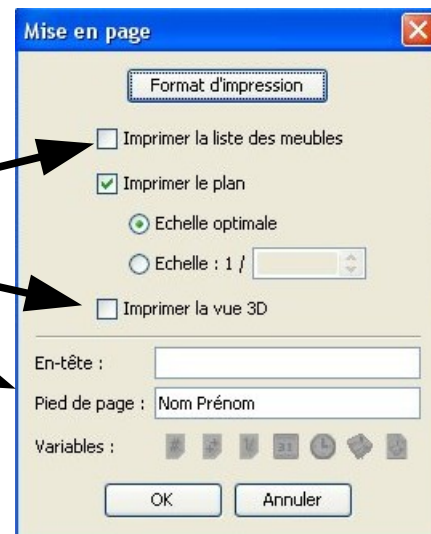 Mise en page
Format d'impression
Imprimer la liste des meubles
Imprimer le plan
Echelle optimale
Echelle : 1 /
Imprimer la vue 3D
En-tête :
Pied de page : Nom Prénom
Variables : # 31
OK Annuler